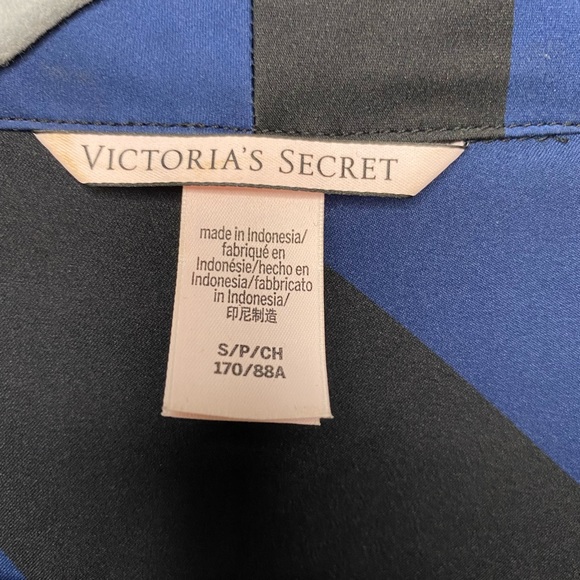 VICTORIA'S SECRET
made in Indonesia/
fabriqué en
Indonésie/hecho en
Indonesia/fabbricato
in Indonesia/
印尼制造
S/P/CH
170/88A